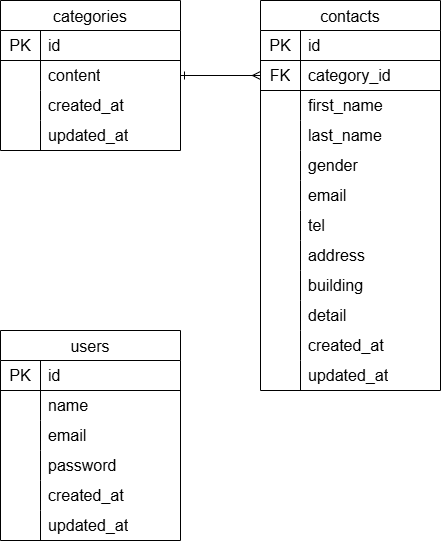 categories
PK id
content
created_at
updated_at
contacts
PK id
FK category_id
first_name
last_name
gender
email
tel
address
building
detail
created_at
updated_at
users
PK id
name
email
password
created_at
updated_at